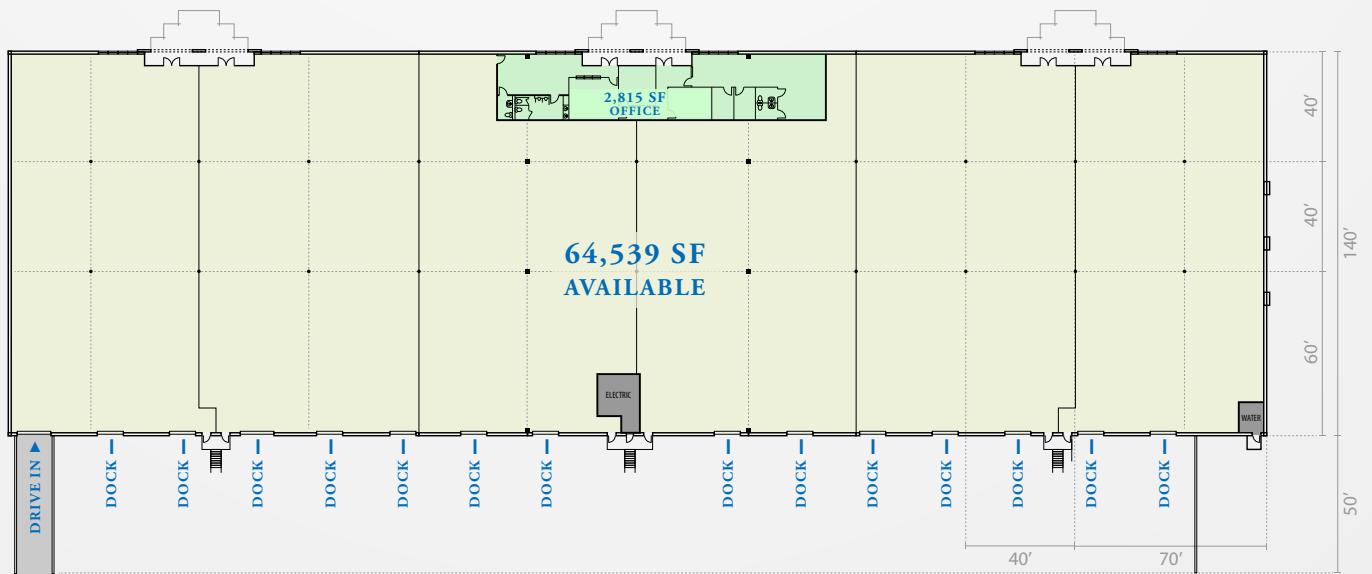 2,815 SF
OFFICE
40’
40’
140’
64,539 SF
AVAILABLE
60’
ELECTRIC
WATER
DRIVE IN ▶
DOCK –
DOCK –
DOCK –
DOCK –
DOCK –
DOCK –
DOCK –
DOCK –
DOCK –
DOCK –
DOCK –
DOCK –
DOCK –
DOCK –
50’
40’
70’